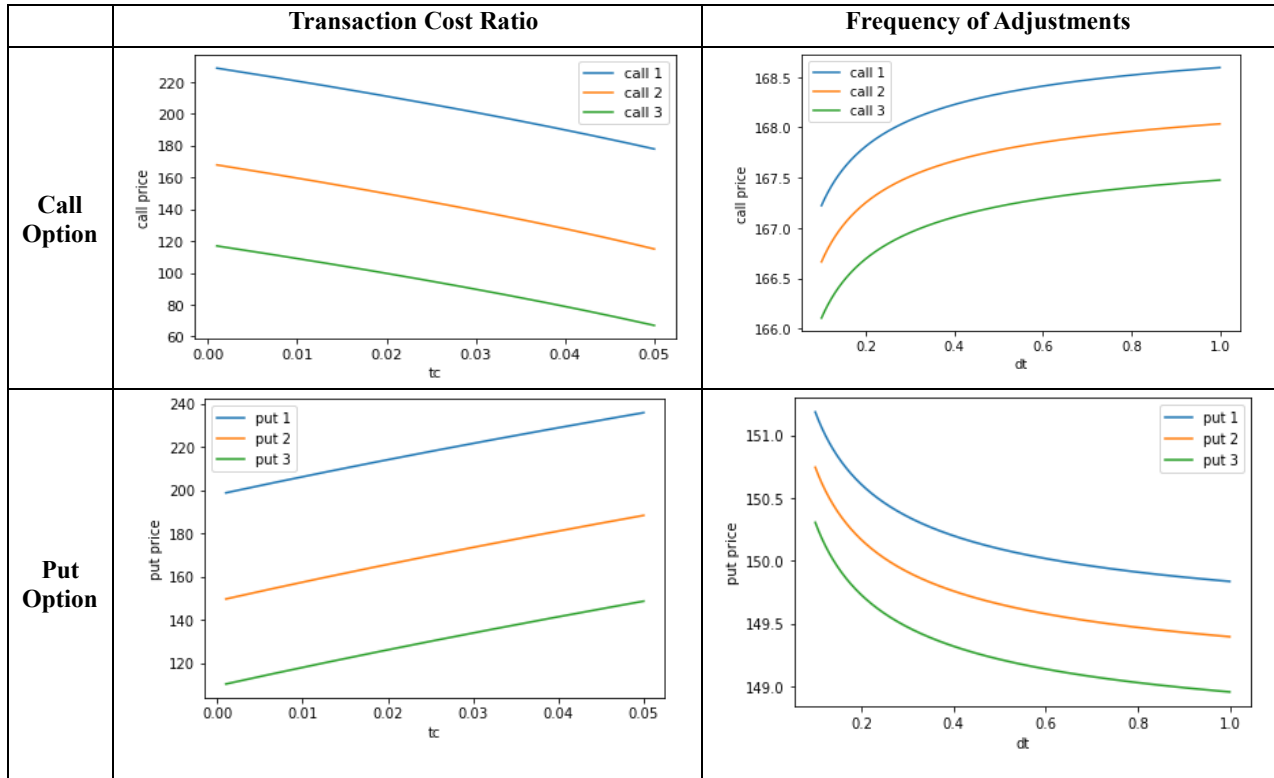 Transaction Cost Ratio
Frequency of Adjustments
Call
Option
220
200
180
160
140
120
100
80
60
call price
call 1
call 2
call 3
0.00 0.01 0.02 0.03 0.04 0.05
tc
168.5
168.0
167.5
167.0
166.5
166.0
call price
call 1
call 2
call 3
0.2 0.4 0.6 0.8 1.0
dt
Put
Option
240
220
200
180
160
140
120
put price
put 1
put 2
put 3
0.00 0.01 0.02 0.03 0.04 0.05
tc
151.0
150.5
150.0
149.5
149.0
put price
put 1
put 2
put 3
0.2 0.4 0.6 0.8 1.0
dt